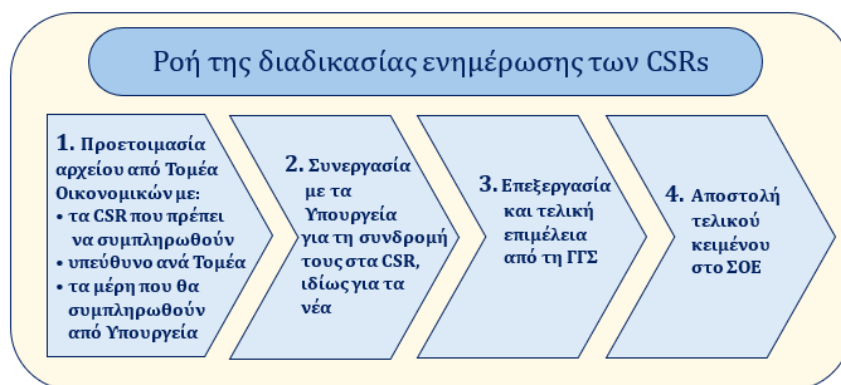 Ροή της διαδικασίας ενημέρωσης των CSRs
1. Προετοιμασία
αρχείου από Τομέα
Οικονομικών με:
• τα CSR που πρέπει
να συμπληρωθούν
• υπεύθυνο ανά Τομέα
• τα μέρη που θα
συμπληρωθούν
από Υπουργεία
2. Συνεργασία
με τα
Υπουργεία
για τη συνδρομή
τους στα CSR,
ιδίως για τα
νέα
3. Επεξεργασία
και τελική
επιμέλεια
από τη ΓΓΣ
4. Αποστολή
τελικού
κειμένου
στο ΣΟΕ